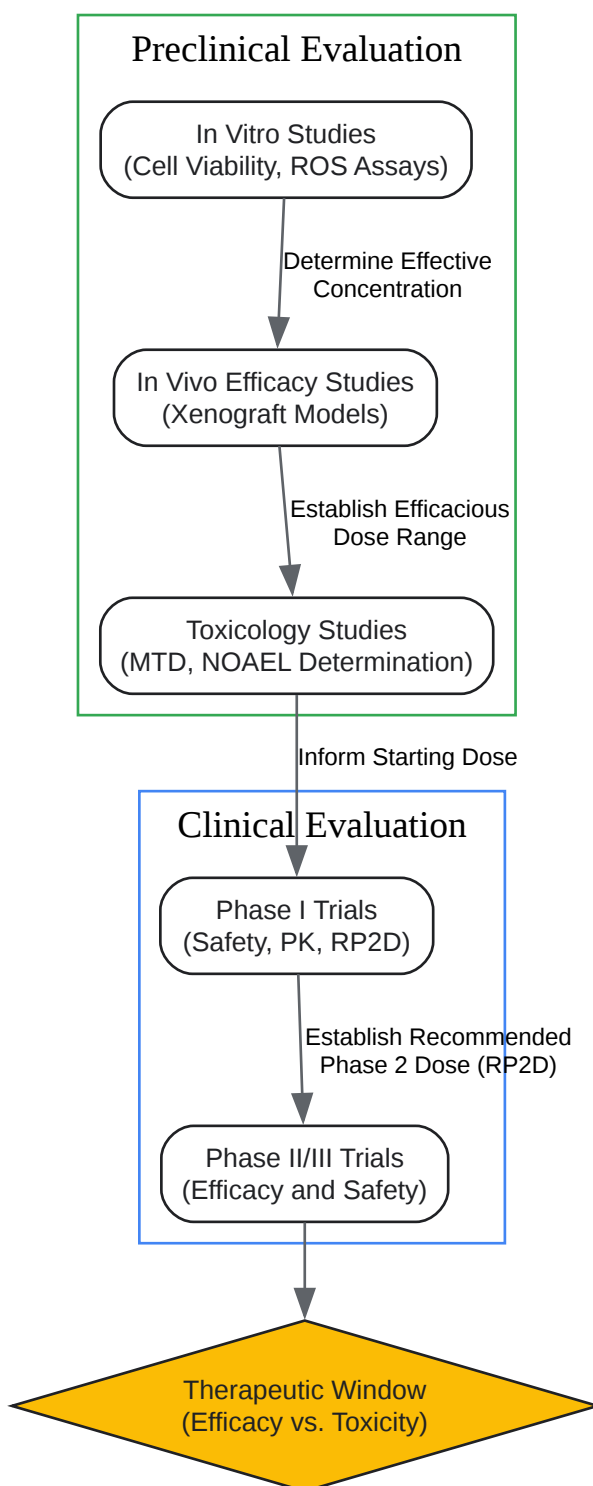 Preclinical Evaluation
In Vitro Studies
(Cell Viability, ROS Assays)
Determine Effective
Concentration
In Vivo Efficacy Studies
(Xenograft Models)
Establish Efficacious
Dose Range
Toxicology Studies
(MTD, NOAEL Determination)
Inform Starting Dose
Clinical Evaluation
Phase I Trials
(Safety, PK, RP2D)
Establish Recommended
Phase 2 Dose (RP2D)
Phase II/III Trials
(Efficacy and Safety)
Therapeutic Window
(Efficacy vs. Toxicity)